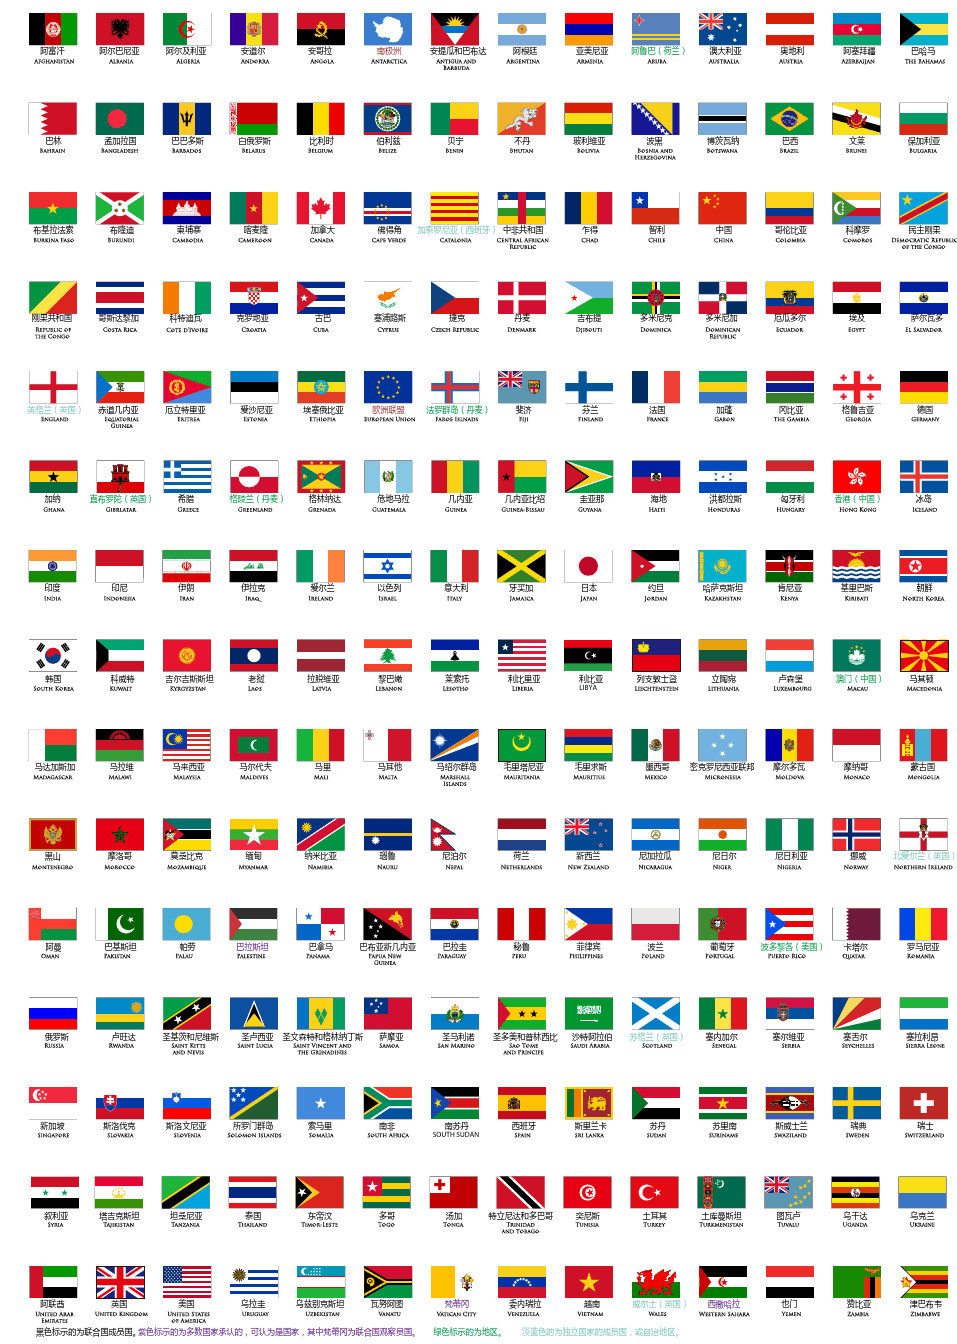 阿富汗 阿尔巴尼亚 阿尔及利亚 安道尔 安哥拉 南极洲 安提瓜和巴布达 阿根廷 亚美尼亚 阿鲁巴（荷兰） 澳大利亚 奥地利 阿塞拜疆 巴哈马
Afghanistan Albania Algeria Andorra Angola Antarctica Antigua and Barbuda Argentina Armenia Aruba Australia Austria Azerbaijan The Bahamas
巴林 孟加拉国 巴巴多斯 白俄罗斯 比利时 伯利兹 贝宁 不丹 玻利维亚 波黑 博茨瓦纳 巴西 文莱 保加利亚
Bahrain Bangladesh Barbados Belarus Belgium Belize Benin Bhutan Bolivia Bosnia and Herzegovina Botswana Brazil Brunei Bulgaria
布基拉法索 布隆迪 柬埔寨 喀麦隆 加拿大 佛得角 加泰罗尼亚（西班牙） 中非共和国 乍得 智利 中国 哥伦比亚 科摩罗 民主刚果
Burkina Faso Burundi Cambodia Cameroon Canada Cape Verde Catalonia Central African Republic Chad Chile China Colombia Comoros Democratic Republic of the Congo
刚果共和国 哥斯达黎加 科特迪瓦 克罗地亚 古巴 塞浦路斯 捷克 丹麦 吉布提 多米尼克 多米尼加 厄瓜多尔 埃及 萨尔瓦多
Republic of the Congo Costa Rica Cote d'Ivoire Croatia Cuba Cyprus Czech Republic Denmark Djibouti Dominica Dominican Republic Ecuador Egypt El Salvador
英格兰（英国） 赤道几内亚 厄立特里亚 爱沙尼亚 埃塞俄比亚 欧洲联盟 法罗群岛（丹麦） 斐济 芬兰 法国 加蓬 冈比亚 格鲁吉亚 德国
England Equatorial Guinea Eritrea Estonia Ethiopia European Union Faros Islnads Fiji Finland France Gabon The Gambia Georgia Germany
加纳 直布罗陀（英国） 希腊 格陵兰（丹麦） 格林纳达 危地马拉 几内亚 几内亚比绍 圭亚那 海地 洪都拉斯 匈牙利 香港（中国） 冰岛
Ghana Gibrlatar Greece Greenland Grenada Guatemala Guinea Guinea-Bissau Guyana Haiti Honduras Hungary Hong Kong Iceland
印度 印尼 伊朗 伊拉克 爱尔兰 以色列 意大利 牙买加 日本 约旦 哈萨克斯坦 肯尼亚 基里巴斯 朝鲜
India Indonesia Iran Iraq Ireland Israel Italy Jamaica Japan Jordan Kazakhstan Kenya Kiribati North Korea
韩国 科威特 吉尔吉斯斯坦 老挝 拉脱维亚 黎巴嫩 莱索托 利比里亚 利比亚 列支敦士登 立陶宛 卢森堡 澳门（中国） 马其顿
South Korea Kuwait Kyrgyzstan Laos Latvia Lebanon Lesotho Liberia LIBYA Liechtenstein Lithuania Luxembourg Macau Macedonia
马达加斯加 马拉维 马来西亚 马尔代夫 马里 马耳他 马绍尔群岛 毛里塔尼亚 毛里求斯 墨西哥 密克罗尼西亚联邦 摩尔多瓦 摩纳哥 蒙古国
Madagascar Malawi Malaysia Maldives Mali Malta Marshall Islands Mauritania Mauritius Mexico Micronesia Moldova Monaco Mongolia
黑山 摩洛哥 莫桑比克 缅甸 纳米比亚 瑙鲁 尼泊尔 荷兰 新西兰 尼加拉瓜 尼日尔 尼日利亚 挪威 北爱尔兰（英国）
Montenegro Morocco Mozambique Myanmar Namibia Nauru Nepal Netherlands New Zealand Nicaragua Niger Nigeria Norway Northern Ireland
阿曼 巴基斯坦 帕劳 巴拉斯坦 巴拿马 巴布亚新几内亚 巴拉圭 秘鲁 菲律宾 波兰 葡萄牙 波多黎各（美国） 卡塔尔 罗马尼亚
Oman Pakistan Palau Palestine Panama Papua New Guinea Paraguay Peru Philippines Poland Portugal Puerto Rico Quatar Romania
俄罗斯 卢旺达 圣基茨和尼维斯 圣卢西亚 圣文森特和格林纳丁斯 萨摩亚 圣马利诺 圣多美和普林西比 沙特阿拉伯 苏格兰（英国） 塞内加尔 塞尔维亚 塞舌尔 塞拉利昂
Russia Rwanda Saint Kitts and Nevis Saint Lucia Saint Vincent and the Grenadines Samoa San Marino Sao Tome and Principe Saudi Arabia Scotland Senegal Serbia Seychelles Sierra Leone
新加坡 斯洛伐克 斯洛文尼亚 所罗门群岛 索马里 南非 南苏丹 西班牙 斯里兰卡 苏丹 苏里南 斯威士兰 瑞典 瑞士
Singapore Slovakia Slovenia Solomon Islands Somalia South Africa SOUTH SUDAN Spain Sri Lanka Sudan Suriname Swaziland Sweden Switzerland
叙利亚 塔吉克斯坦 坦桑尼亚 泰国 东帝汶 多哥 汤加 特立尼达和多巴哥 突尼斯 土耳其 土库曼斯坦 图瓦卢 乌干达 乌克兰
Syria Tajikistan Tanzania Thailand Timor-Leste Togo Tonga Trinidad and Tobago Tunisia Turkey Turkmenistan Tuvalu Uganda Ukraine
阿联酋 英国 美国 乌拉圭 乌兹别克斯坦 瓦努阿图 梵蒂冈 委内瑞拉 越南 威尔士（英国） 西撒哈拉 也门 赞比亚 津巴布韦
United Arab Emirates United Kingdom United States of America Uruguay Uzbekistan Vanatu Vatican City Venezuela Vietnam Wales Western Sahara Yemen Zambia Zimbabwe
黑色标示的为联合国成员国。紫色标示的为多数国家承认的，可认为是国家，其中梵蒂冈为联合国观察员国。 绿色标示的为地区。 淡蓝色的为独立国家的成员国，或自治地区。